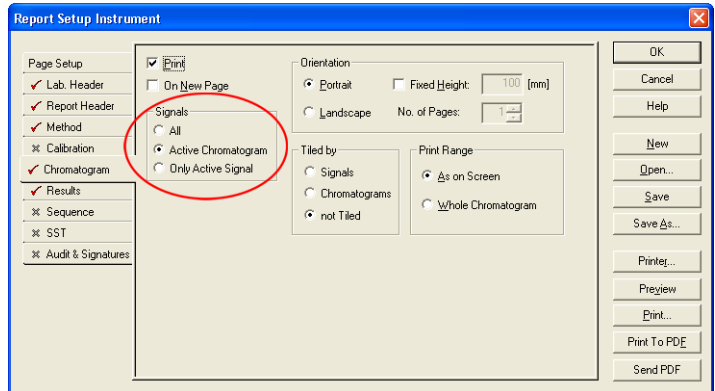 Report Setup Instrument
Page Setup
Lab. Header
Report Header
Method
Calibration
Chromatogram
Results
Sequence
SST
Audit & Signatures
Print
On New Page
Signals
All
Active Chromatogram
Only Active Signal
Orientation
Portrait
Fixed Height: 100 [mm]
Landscape
No. of Pages: 1
Tiled by
Signals
Chromatograms
not Tiled
Print Range
As on Screen
Whole Chromatogram
OK
Cancel
Help
New
Open...
Save
Save As...
Printer...
Preview
Print...
Print To PDF
Send PDF